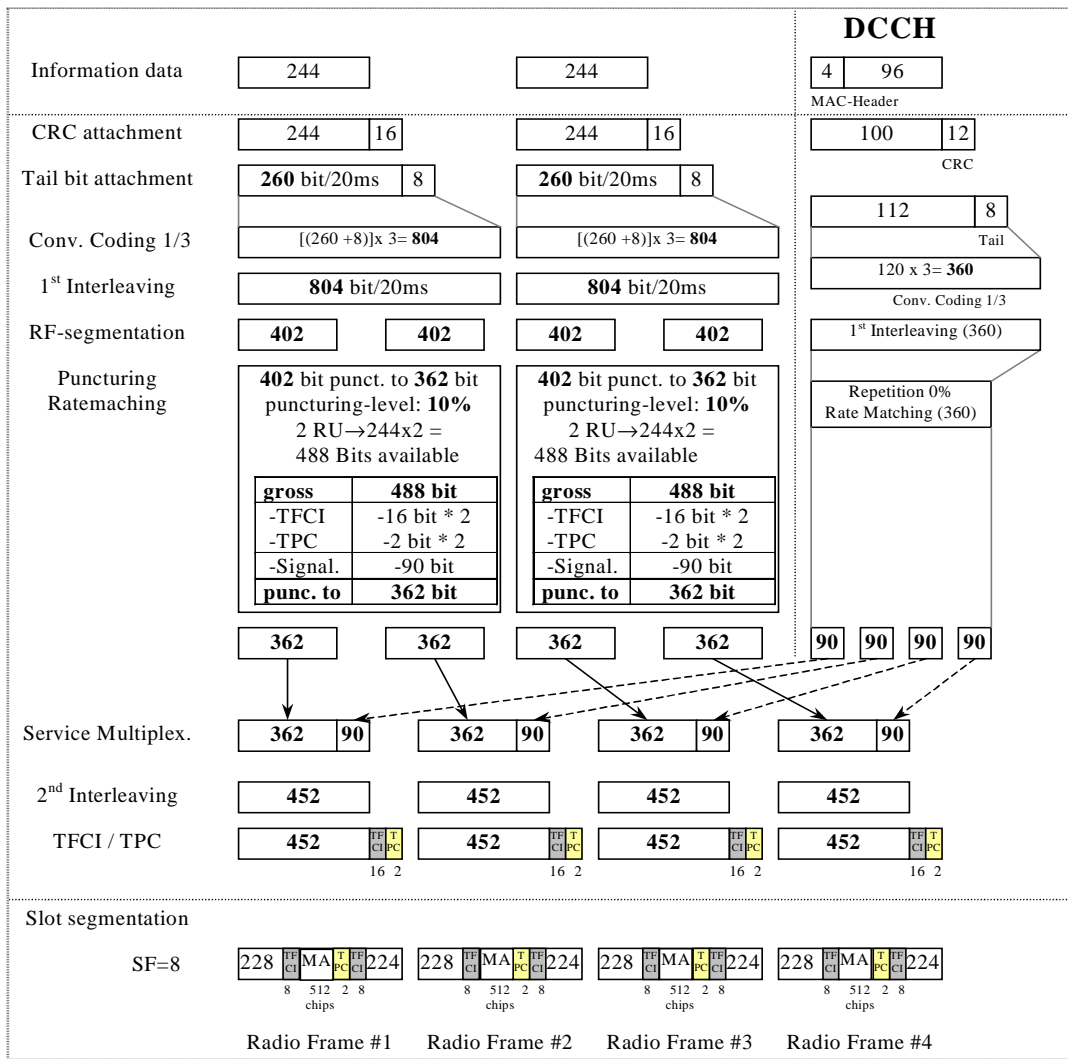 DCCH
Information data 244 244 4 96
MAC-Header
CRC attachment 244 16 244 16 100 12
CRC
Tail bit attachment 260 bit/20ms 8 260 bit/20ms 8
112 8
Tail
Conv. Coding 1/3 [(260 +8)]x 3= 804 [(260 +8)]x 3= 804
120 x 3= 360
Conv. Coding 1/3
1st Interleaving 804 bit/20ms 804 bit/20ms
RF-segmentation 402 402 402 402 1st Interleaving (360)
Puncturing
Ratemaching
402 bit punct. to 362 bit
puncturing-level: 10%
2 RU→244x2 =
488 Bits available
gross 488 bit
-TFCI -16 bit * 2
-TPC -2 bit * 2
-Signal. -90 bit
punc. to 362 bit
402 bit punct. to 362 bit
puncturing-level: 10%
2 RU→244x2 =
488 Bits available
gross 488 bit
-TFCI -16 bit * 2
-TPC -2 bit * 2
-Signal. -90 bit
punc. to 362 bit
Repetition 0%
Rate Matching (360)
362 362 362 362 90 90 90 90
Service Multiplex. 362 90 362 90 362 90 362 90
2nd Interleaving 452 452 452 452
TFCI / TPC 452 TF CI T PC 452 TF CI T PC 452 TF CI T PC 452 TF CI T PC
16 2 16 2 16 2 16 2
Slot segmentation
SF=8 228 TF CI MA T PC TF CI 224 228 TF CI MA T PC TF CI 224 228 TF CI MA T PC TF CI 224 228 TF CI MA T PC TF CI 224
8 512 2 8 8 512 2 8 8 512 2 8 8 512 2 8
chips chips chips chips
Radio Frame #1 Radio Frame #2 Radio Frame #3 Radio Frame #4